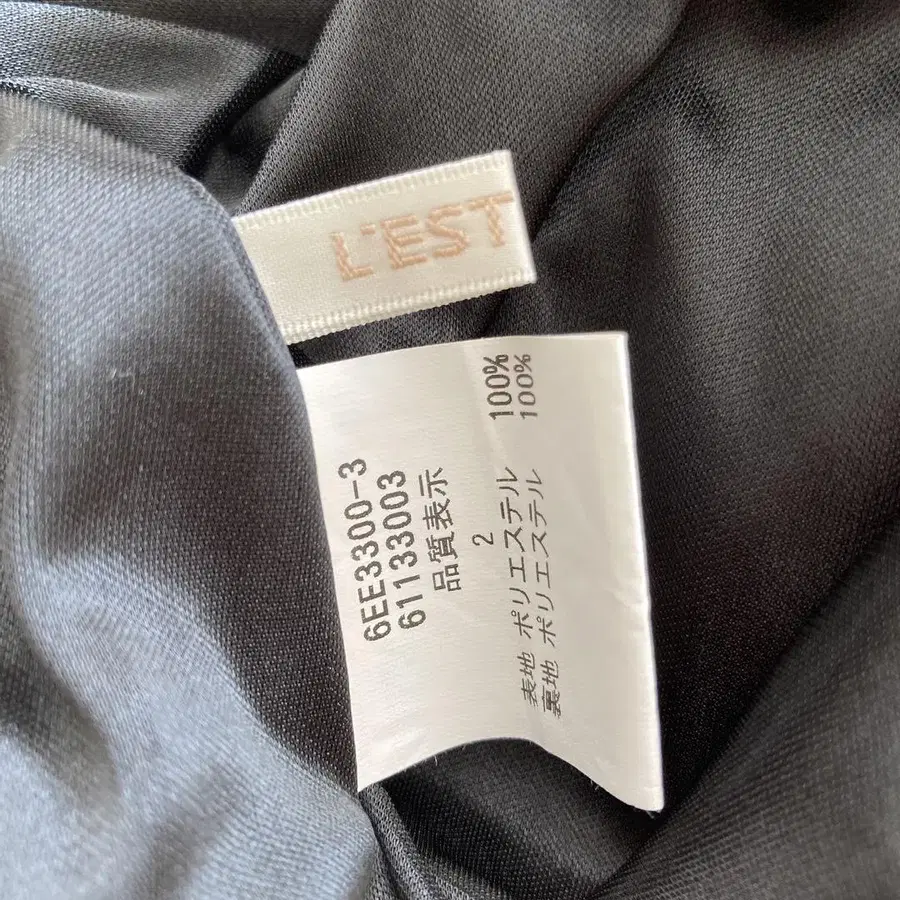 L'EST
6EE3300-3
61133003
品質表示
2
表地 ポリエステル 100%
裏地 ポリエステル 100%